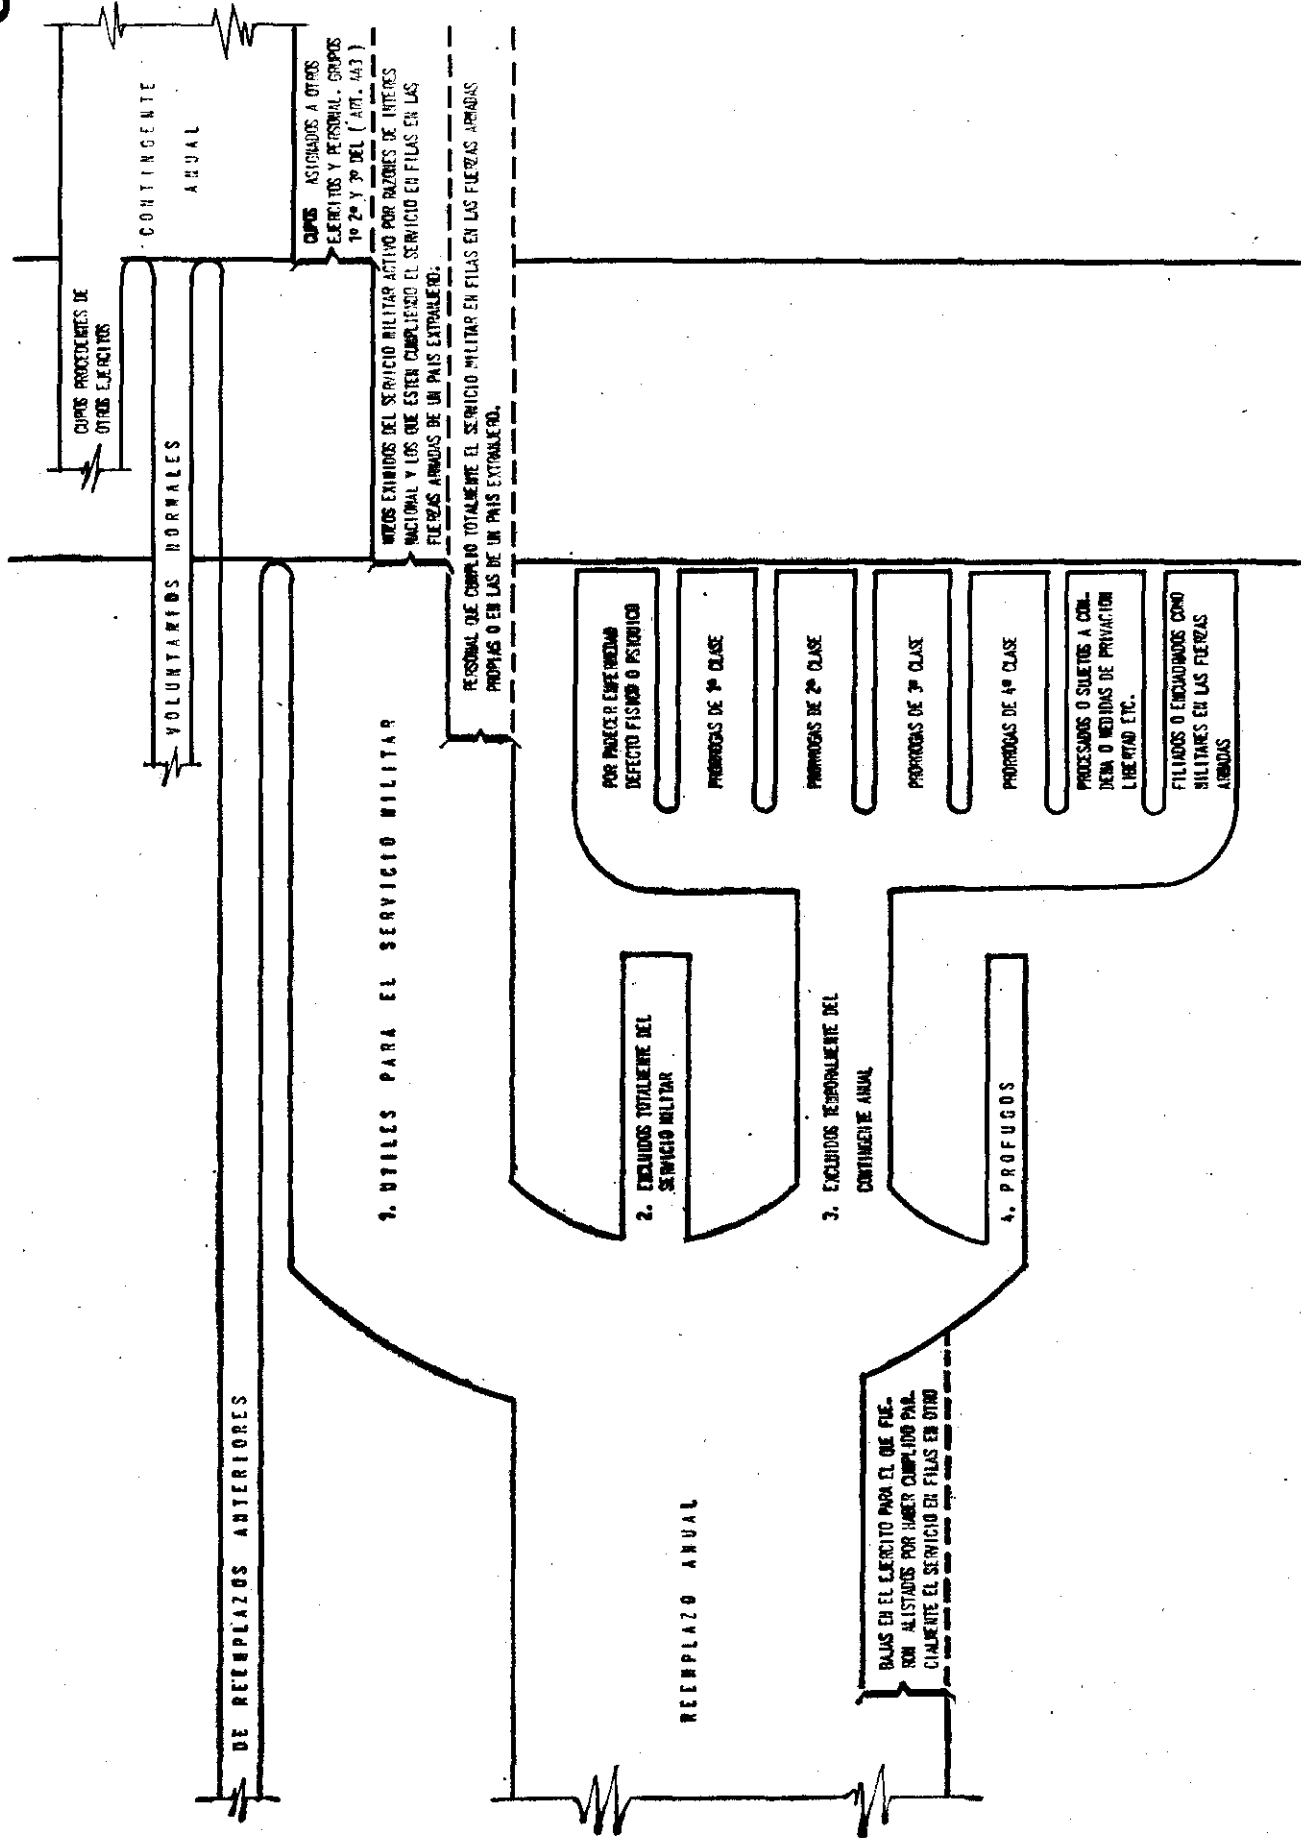 DE REEMPLAZOS ANTERIORES
REEMPLAZO ANUAL
BAJAS EN EL EJERCITO PARA EL QUE FUE-
RON ALISTADOS POR HABER CUMPLIDO PAR-
CIALMENTE EL SERVICIO EN FILAS EN OTRO
1. UTILES PARA EL SERVICIO MILITAR
2. EXCLUIDOS TOTALMENTE DEL
SERVICIO MILITAR
3. EXCLUIDOS TEMPORALMENTE DEL
CONTINGENTE ANUAL
4. PROFUGOS
VOLUNTARIOS NORMALES
CUPOS PROCEDENTES DE
OTROS EJERCITOS
CONTINGENTE
ANUAL
CUPOS ASIGNADOS A OTROS
EJERCITOS Y PERSONAL. GRUPOS
1º 2º Y 3º DEL ( ART. 443 )
MOZOS EXIMIDOS DEL SERVICIO MILITAR ACTIVO POR RAZONES DE INTERES
NACIONAL Y LOS QUE ESTEN CUMPLIENDO EL SERVICIO EN FILAS EN LAS
FUERZAS ARMADAS DE UN PAIS EXTRANJERO.
PERSONAL QUE CUMPLIO TOTALMENTE EL SERVICIO MILITAR EN FILAS EN LAS FUERZAS ARMADAS
PROPIAS O EN LAS DE UN PAIS EXTRANJERO.
POR PADECER ENFERMEDAD
DEFECTO FISICO O PSIQUICO
PRORROGAS DE 1ª CLASE
PRORROGAS DE 2ª CLASE
PRORROGAS DE 3ª CLASE
PRORROGAS DE 4ª CLASE
PROCESADOS O SUJETOS A CON-
DENA O MEDIDAS DE PRIVACION
LIBERTAD ETC.
FILIADOS O ENCUADRADOS COMO
MILITARES EN LAS FUERZAS
ARMADAS